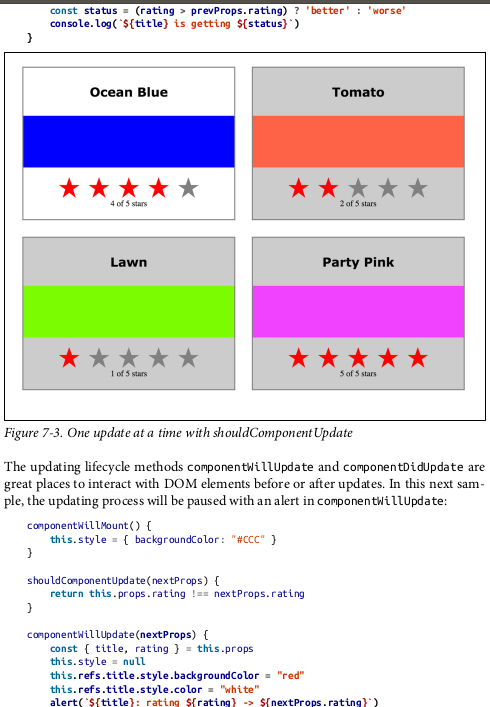 const status = (rating > prevProps.rating) ? 'better' : 'worse'
console.log(`${title} is getting ${status}`)
}
Ocean Blue
4 of 5 stars
Tomato
2 of 5 stars
Lawn
1 of 5 stars
Party Pink
5 of 5 stars
Figure 7-3. One update at a time with shouldComponentUpdate
The updating lifecycle methods componentWillUpdate and componentDidUpdate are
great places to interact with DOM elements before or after updates. In this next sam-
ple, the updating process will be paused with an alert in componentWillUpdate:
componentWillMount() {
this.style = { backgroundColor: "#CCC" }
}
shouldComponentUpdate(nextProps) {
return this.props.rating !== nextProps.rating
}
componentWillUpdate(nextProps) {
const { title, rating } = this.props
this.style = null
this.refs.title.style.backgroundColor = "red"
this.refs.title.style.color = "white"
alert(`${title}: rating ${rating} -> ${nextProps.rating}`)